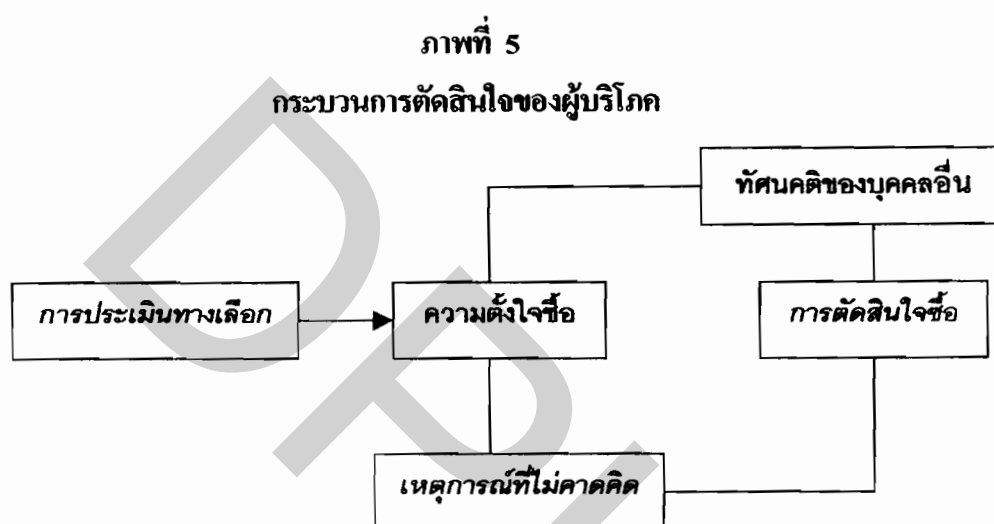 ภาพที่ 5
กระบวนการตัดสินใจของผู้บริโภค
ทัศนคติของบุคคลอื่น
การประเมินทางเลือก
ความตั้งใจซื้อ
การตัดสินใจซื้อ
เหตุการณ์ที่ไม่คาดคิด